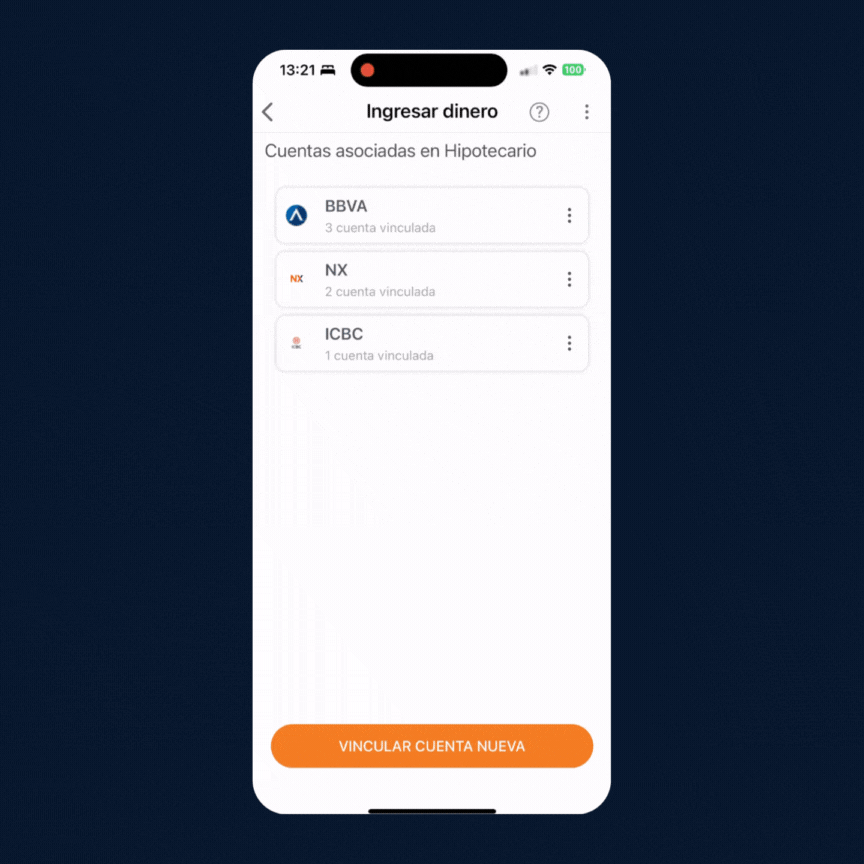 13:21
100
Ingresar dinero
?
Cuentas asociadas en Hipotecario
BBVA
3 cuenta vinculada
NX
NX
2 cuenta vinculada
ICBC
ICBC
1 cuenta vinculada
VINCULAR CUENTA NUEVA